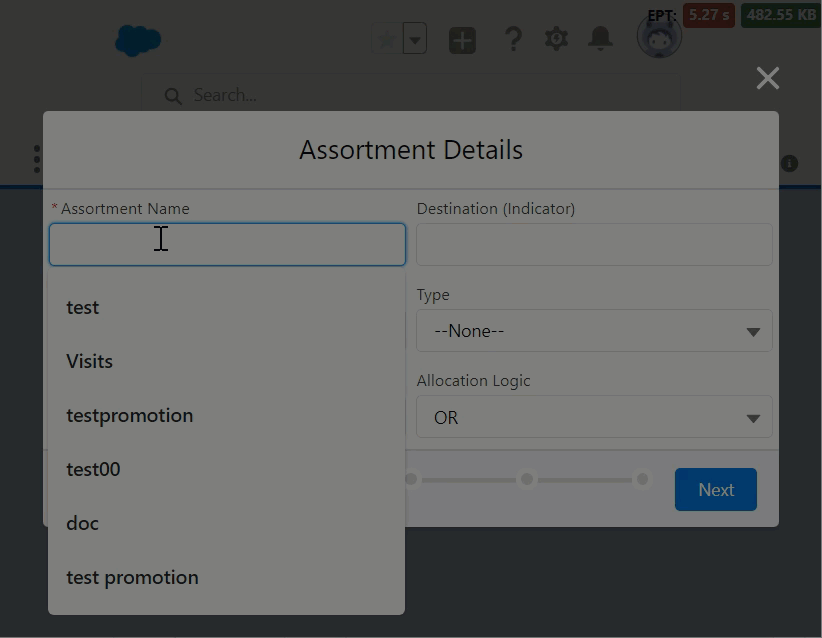 EPT: 5.27 s 482.55 KB
Search...
Assortment Details
* Assortment Name
Destination (Indicator)
test
Visits
testpromotion
test00
doc
test promotion
Type
--None--
Allocation Logic
OR
Next